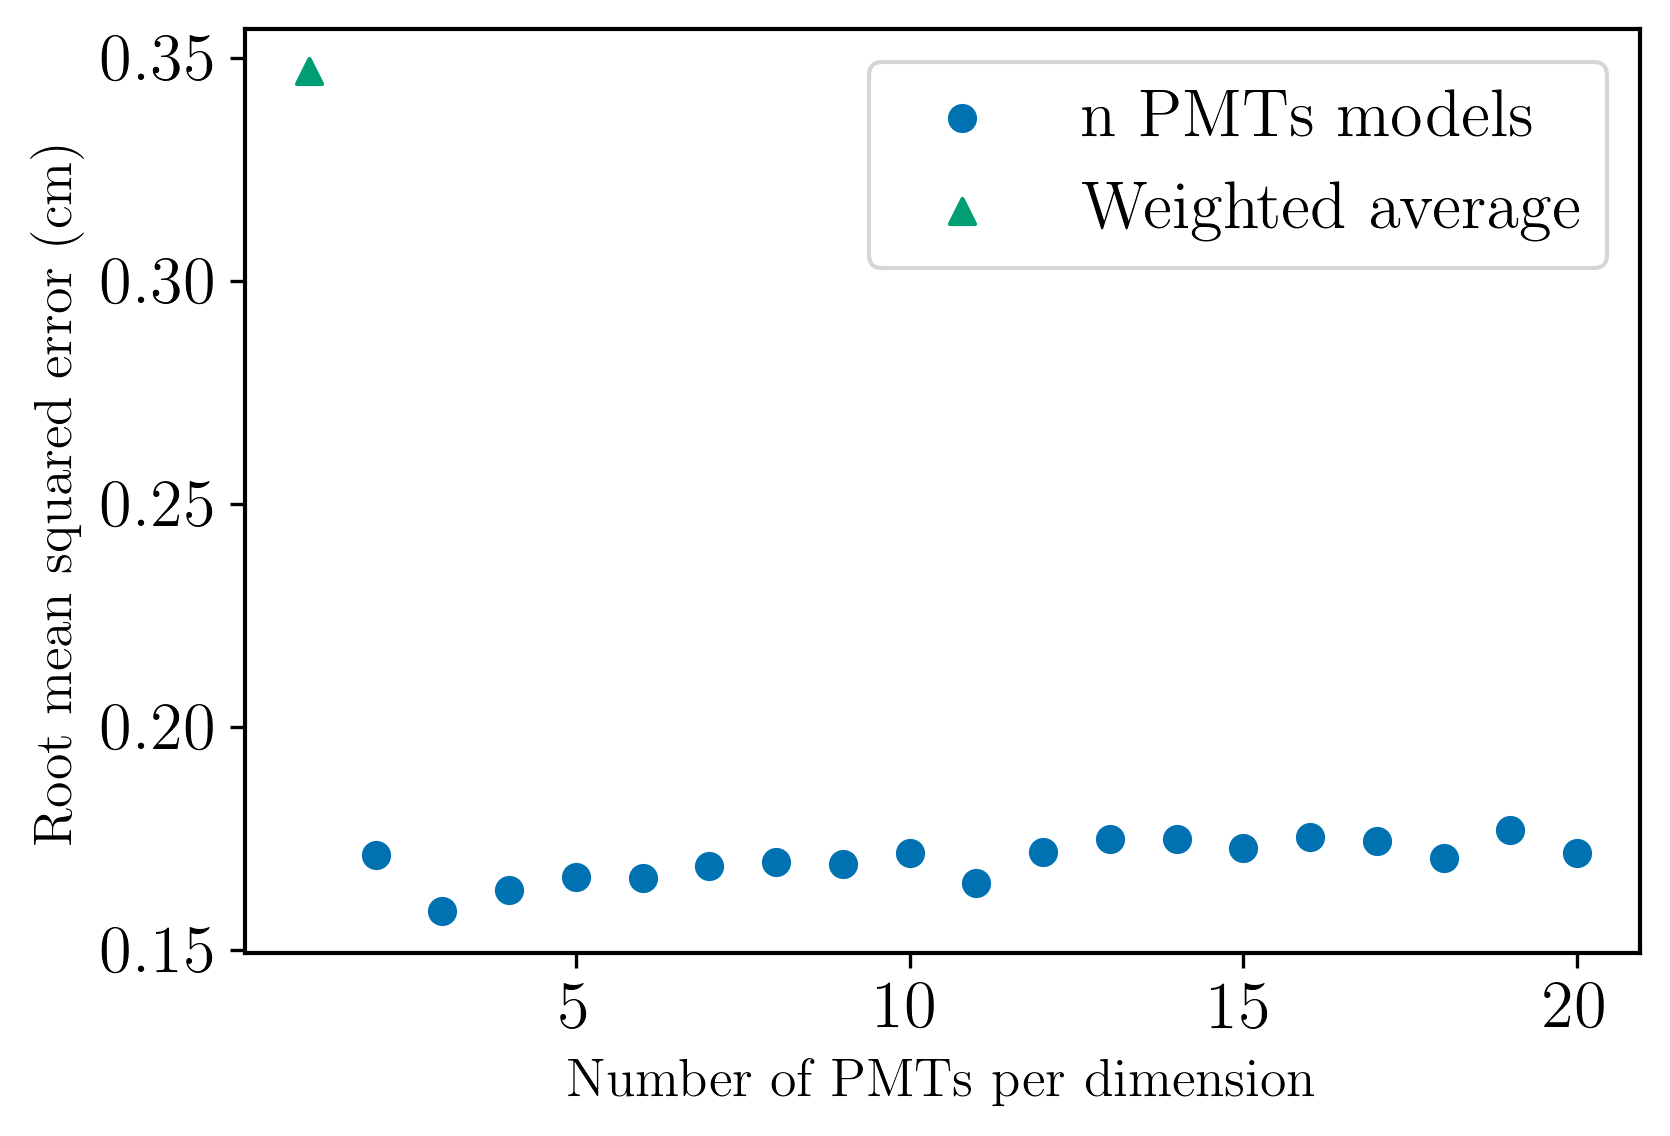 0.35
0.30
0.25
0.20
0.15
Root mean squared error (cm)
n PMTs models
Weighted average
5
10
15
20
Number of PMTs per dimension